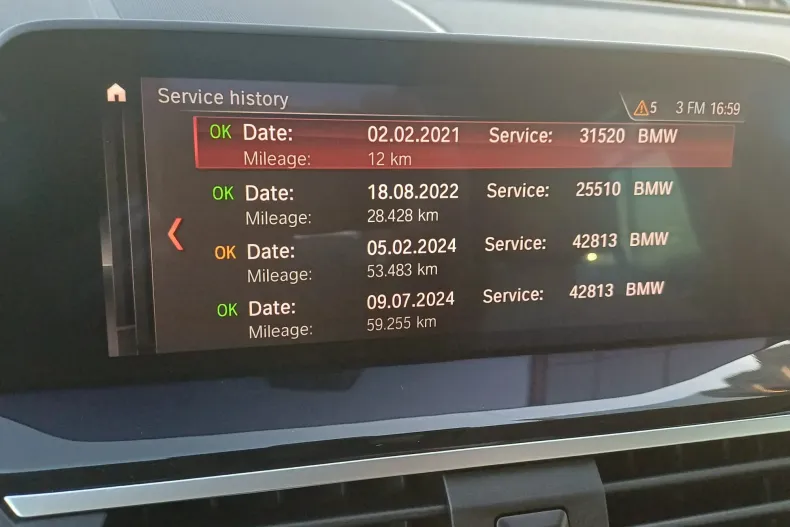 Service history
5 3 FM 16:59
OK Date: 02.02.2021 Service: 31520 BMW
Mileage: 12 km
OK Date: 18.08.2022 Service: 25510 BMW
Mileage: 28.428 km
OK Date: 05.02.2024 Service: 42813 BMW
Mileage: 53.483 km
OK Date: 09.07.2024 Service: 42813 BMW
Mileage: 59.255 km